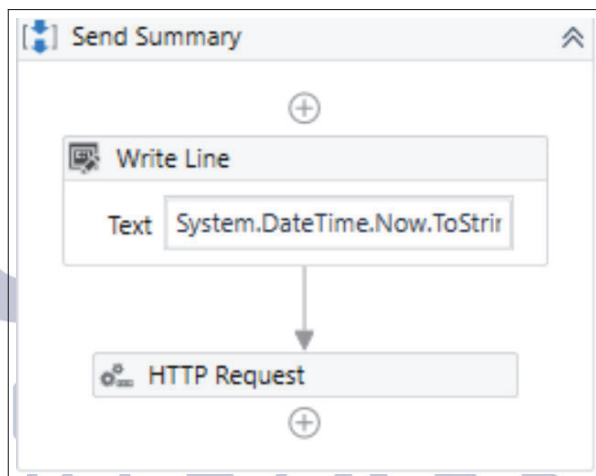 Send Summary
Write Line
Text System.DateTime.Now.ToStrir
HTTP Request